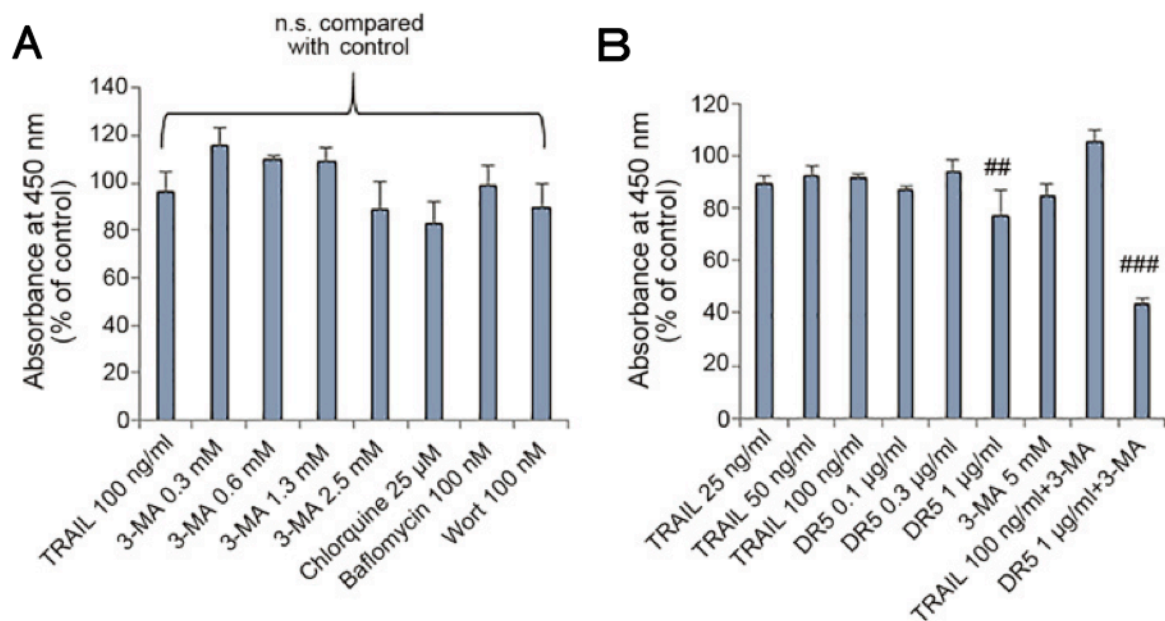 A
n.s. compared
with control
Absorbance at 450 nm
(% of control)
140
120
100
80
60
40
20
0
TRAIL 100 ng/ml
3-MA 0.3 mM
3-MA 0.6 mM
3-MA 1.3 mM
3-MA 2.5 mM
Chlorquine 25 µM
Baflomycin 100 nM
Wort 100 nM
B
Absorbance at 450 nm
(% of control)
120
100
80
60
40
20
0
##
###
TRAIL 25 ng/ml
TRAIL 50 ng/ml
TRAIL 100 ng/ml
DR5 0.1 µg/ml
DR5 0.3 µg/ml
DR5 1 µg/ml
3-MA 5 mM
TRAIL 100 ng/ml+3-MA
DR5 1 µg/ml+3-MA